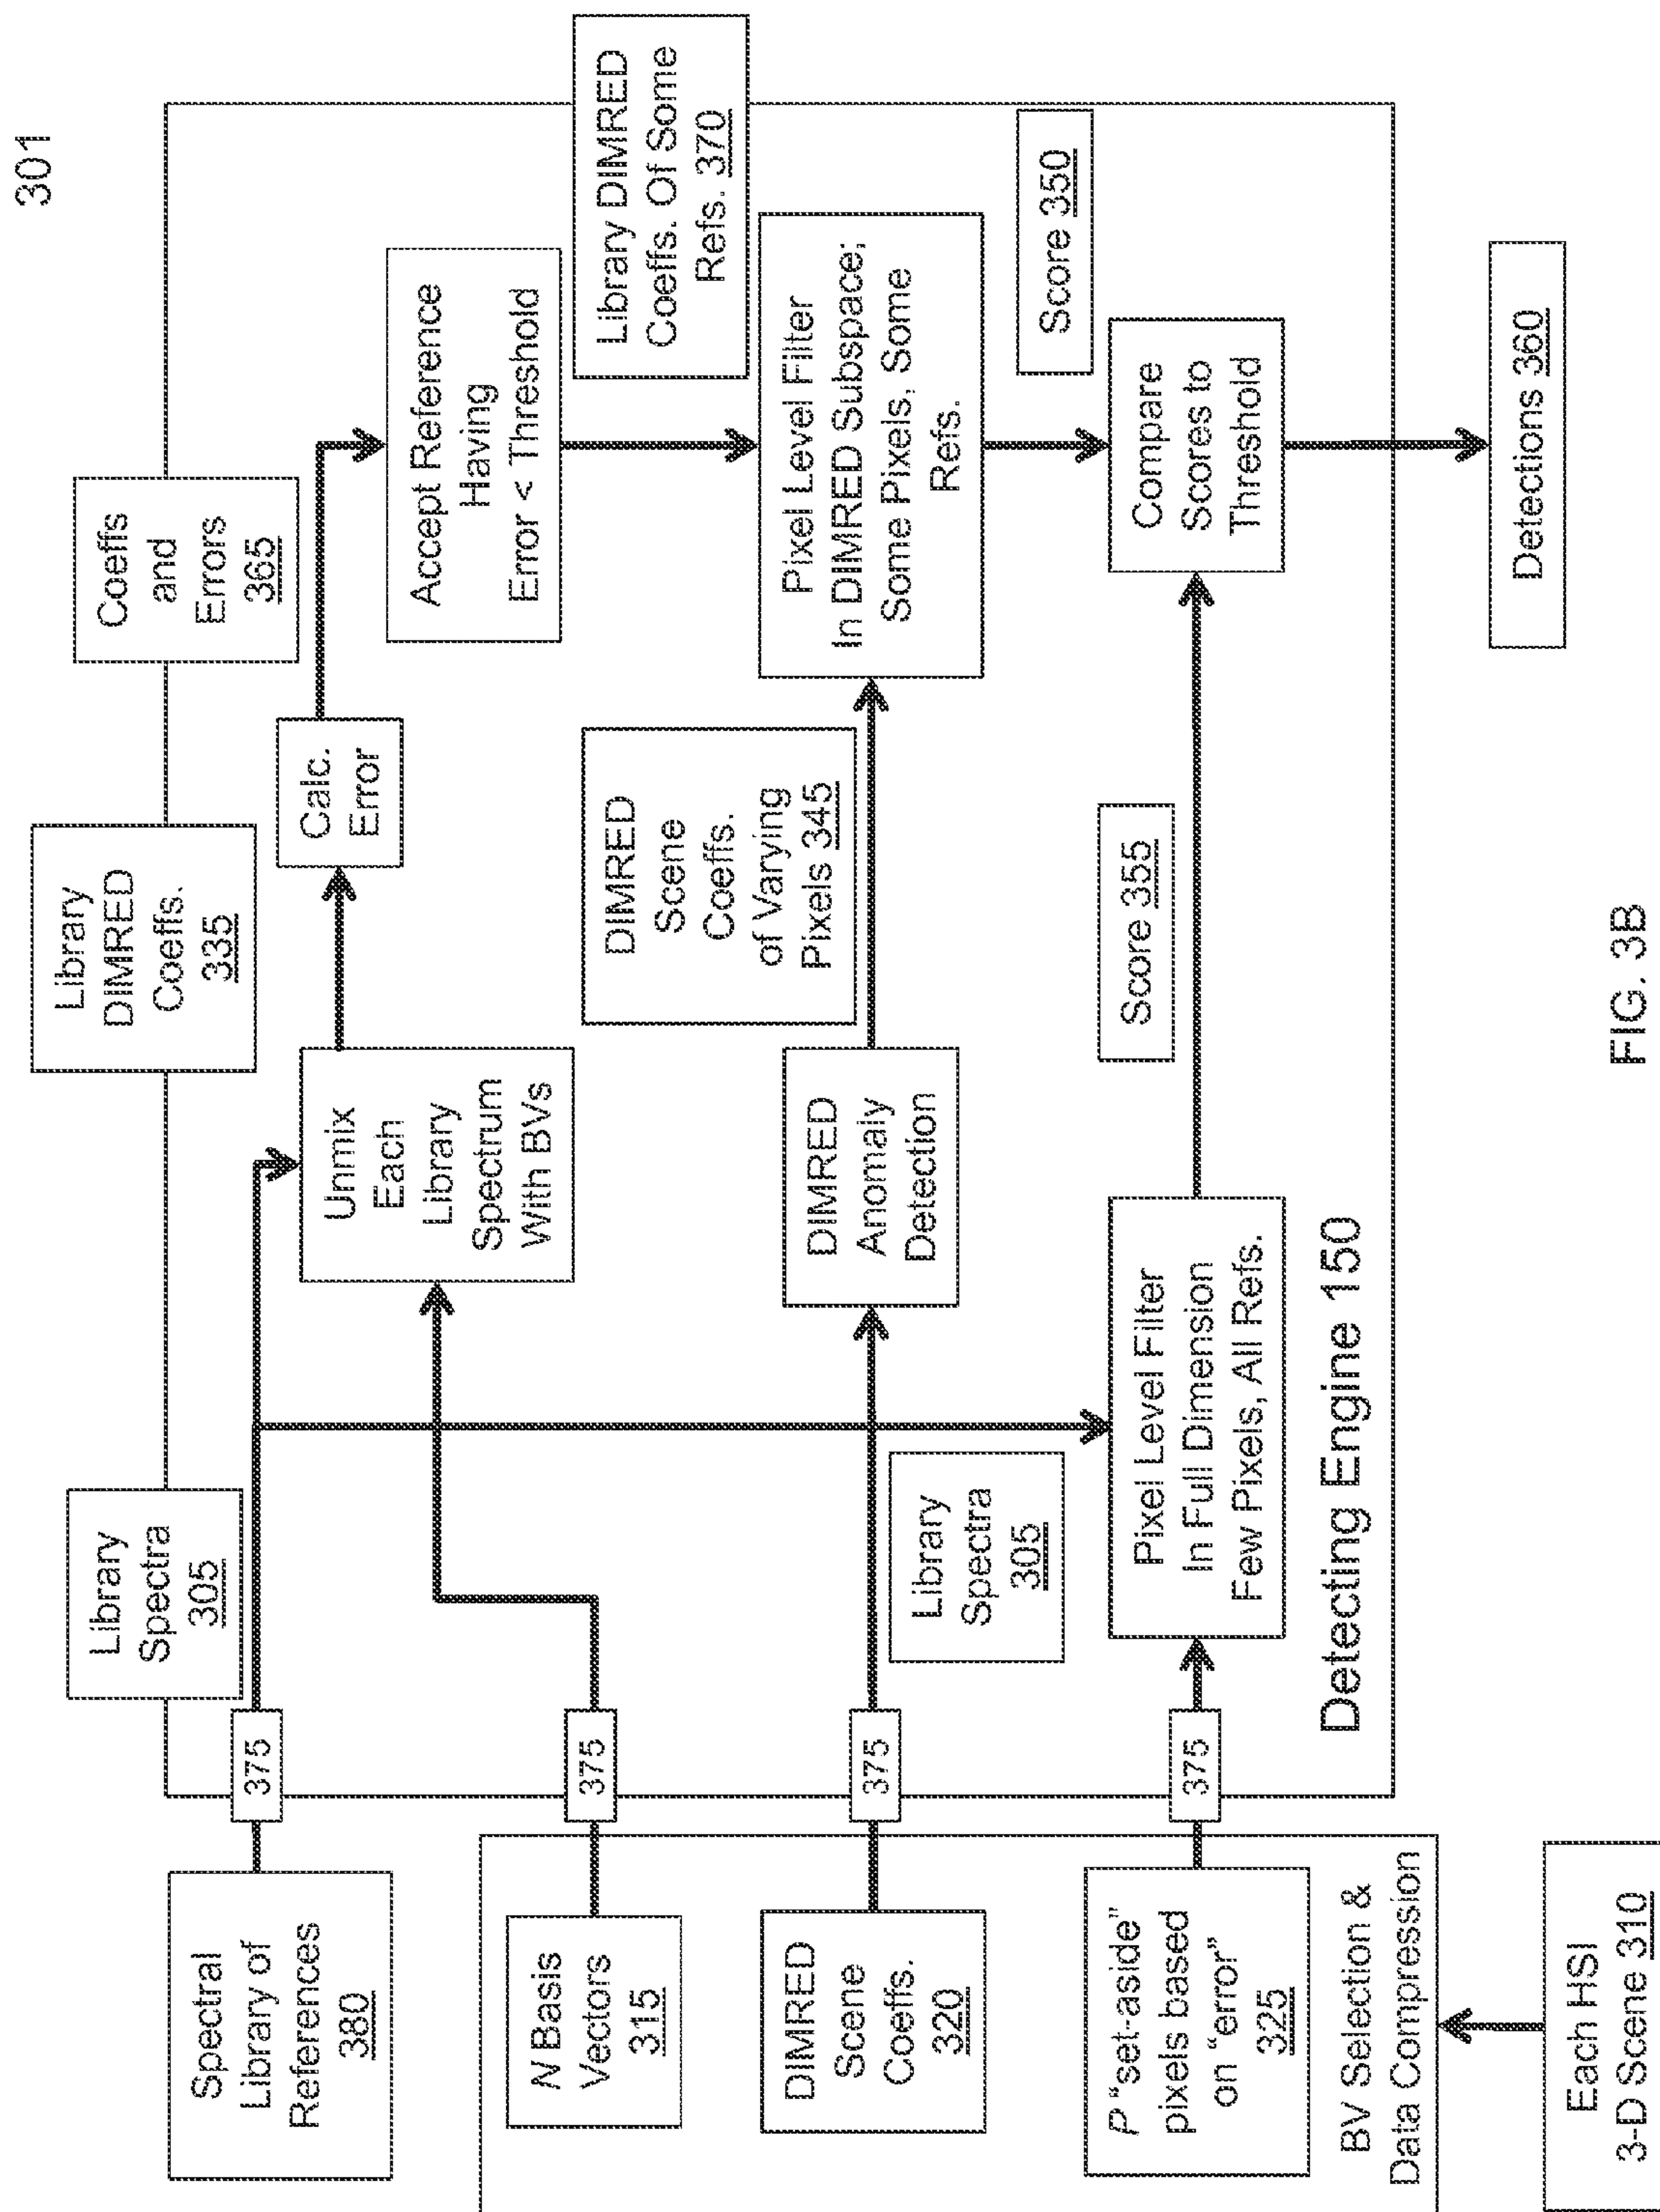 301
Spectral
Library of
References
380
N Basis
Vectors
315
DIMRED
Scene
Coeffs.
320
P “set-aside”
pixels based
on “error”
325
BV Selection &
Data Compression
Each HSI
3-D Scene 310
375
375
375
375
Library
Spectra
305
Library
DIMRED
Coeffs.
335
Coeffs
and
Errors
365
Unmix
Each
Library
Spectrum
With BVs
Calc.
Error
Accept Reference
Having
Error < Threshold
Library DIMRED
Coeffs. Of Some
Refs. 370
DIMRED
Anomaly
Detection
DIMRED
Scene
Coeffs.
of Varying
Pixels 345
Pixel Level Filter
In DIMRED Subspace;
Some Pixels, Some
Refs.
Library
Spectra
305
Pixel Level Filter
In Full Dimension
Few Pixels, All Refs.
Score 355
Score 350
Compare
Scores to
Threshold
Detecting Engine 150
Detections 360
FIG. 3B